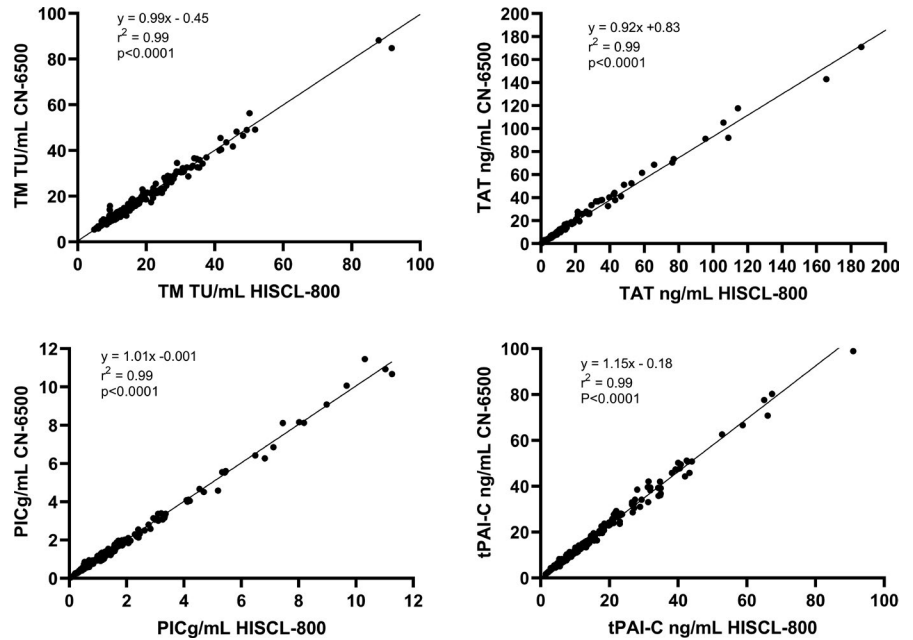 y = 0.99x - 0.45
r² = 0.99
p<0.0001
TM TU/mL CN-6500
100
80
60
40
20
0
0 20 40 60 80 100
TM TU/mL HISCL-800
y = 0.92x +0.83
r² = 0.99
p<0.0001
TAT ng/mL CN-6500
200
180
160
140
120
100
80
60
40
20
0
0 20 40 60 80 100 120 140 160 180 200
TAT ng/mL HISCL-800
y = 1.01x -0.001
r² = 0.99
p<0.0001
PICg/mL CN-6500
12
10
8
6
4
2
0
0 2 4 6 8 10 12
PICg/mL HISCL-800
y = 1.15x - 0.18
r² = 0.99
P<0.0001
tPAI-C ng/mL CN-6500
100
80
60
40
20
0
0 20 40 60 80 100
tPAI-C ng/mL HISCL-800